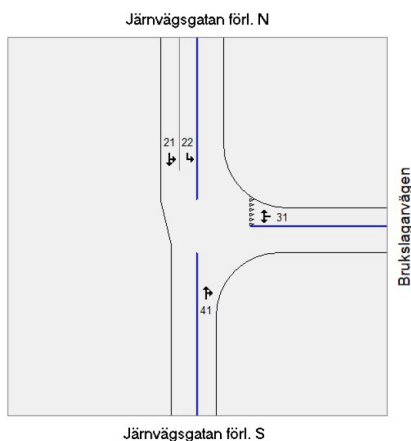 Järnvägsgatan förl. N
21 22
31
Brukslagarvägen
41
Järnvägsgatan förl. S